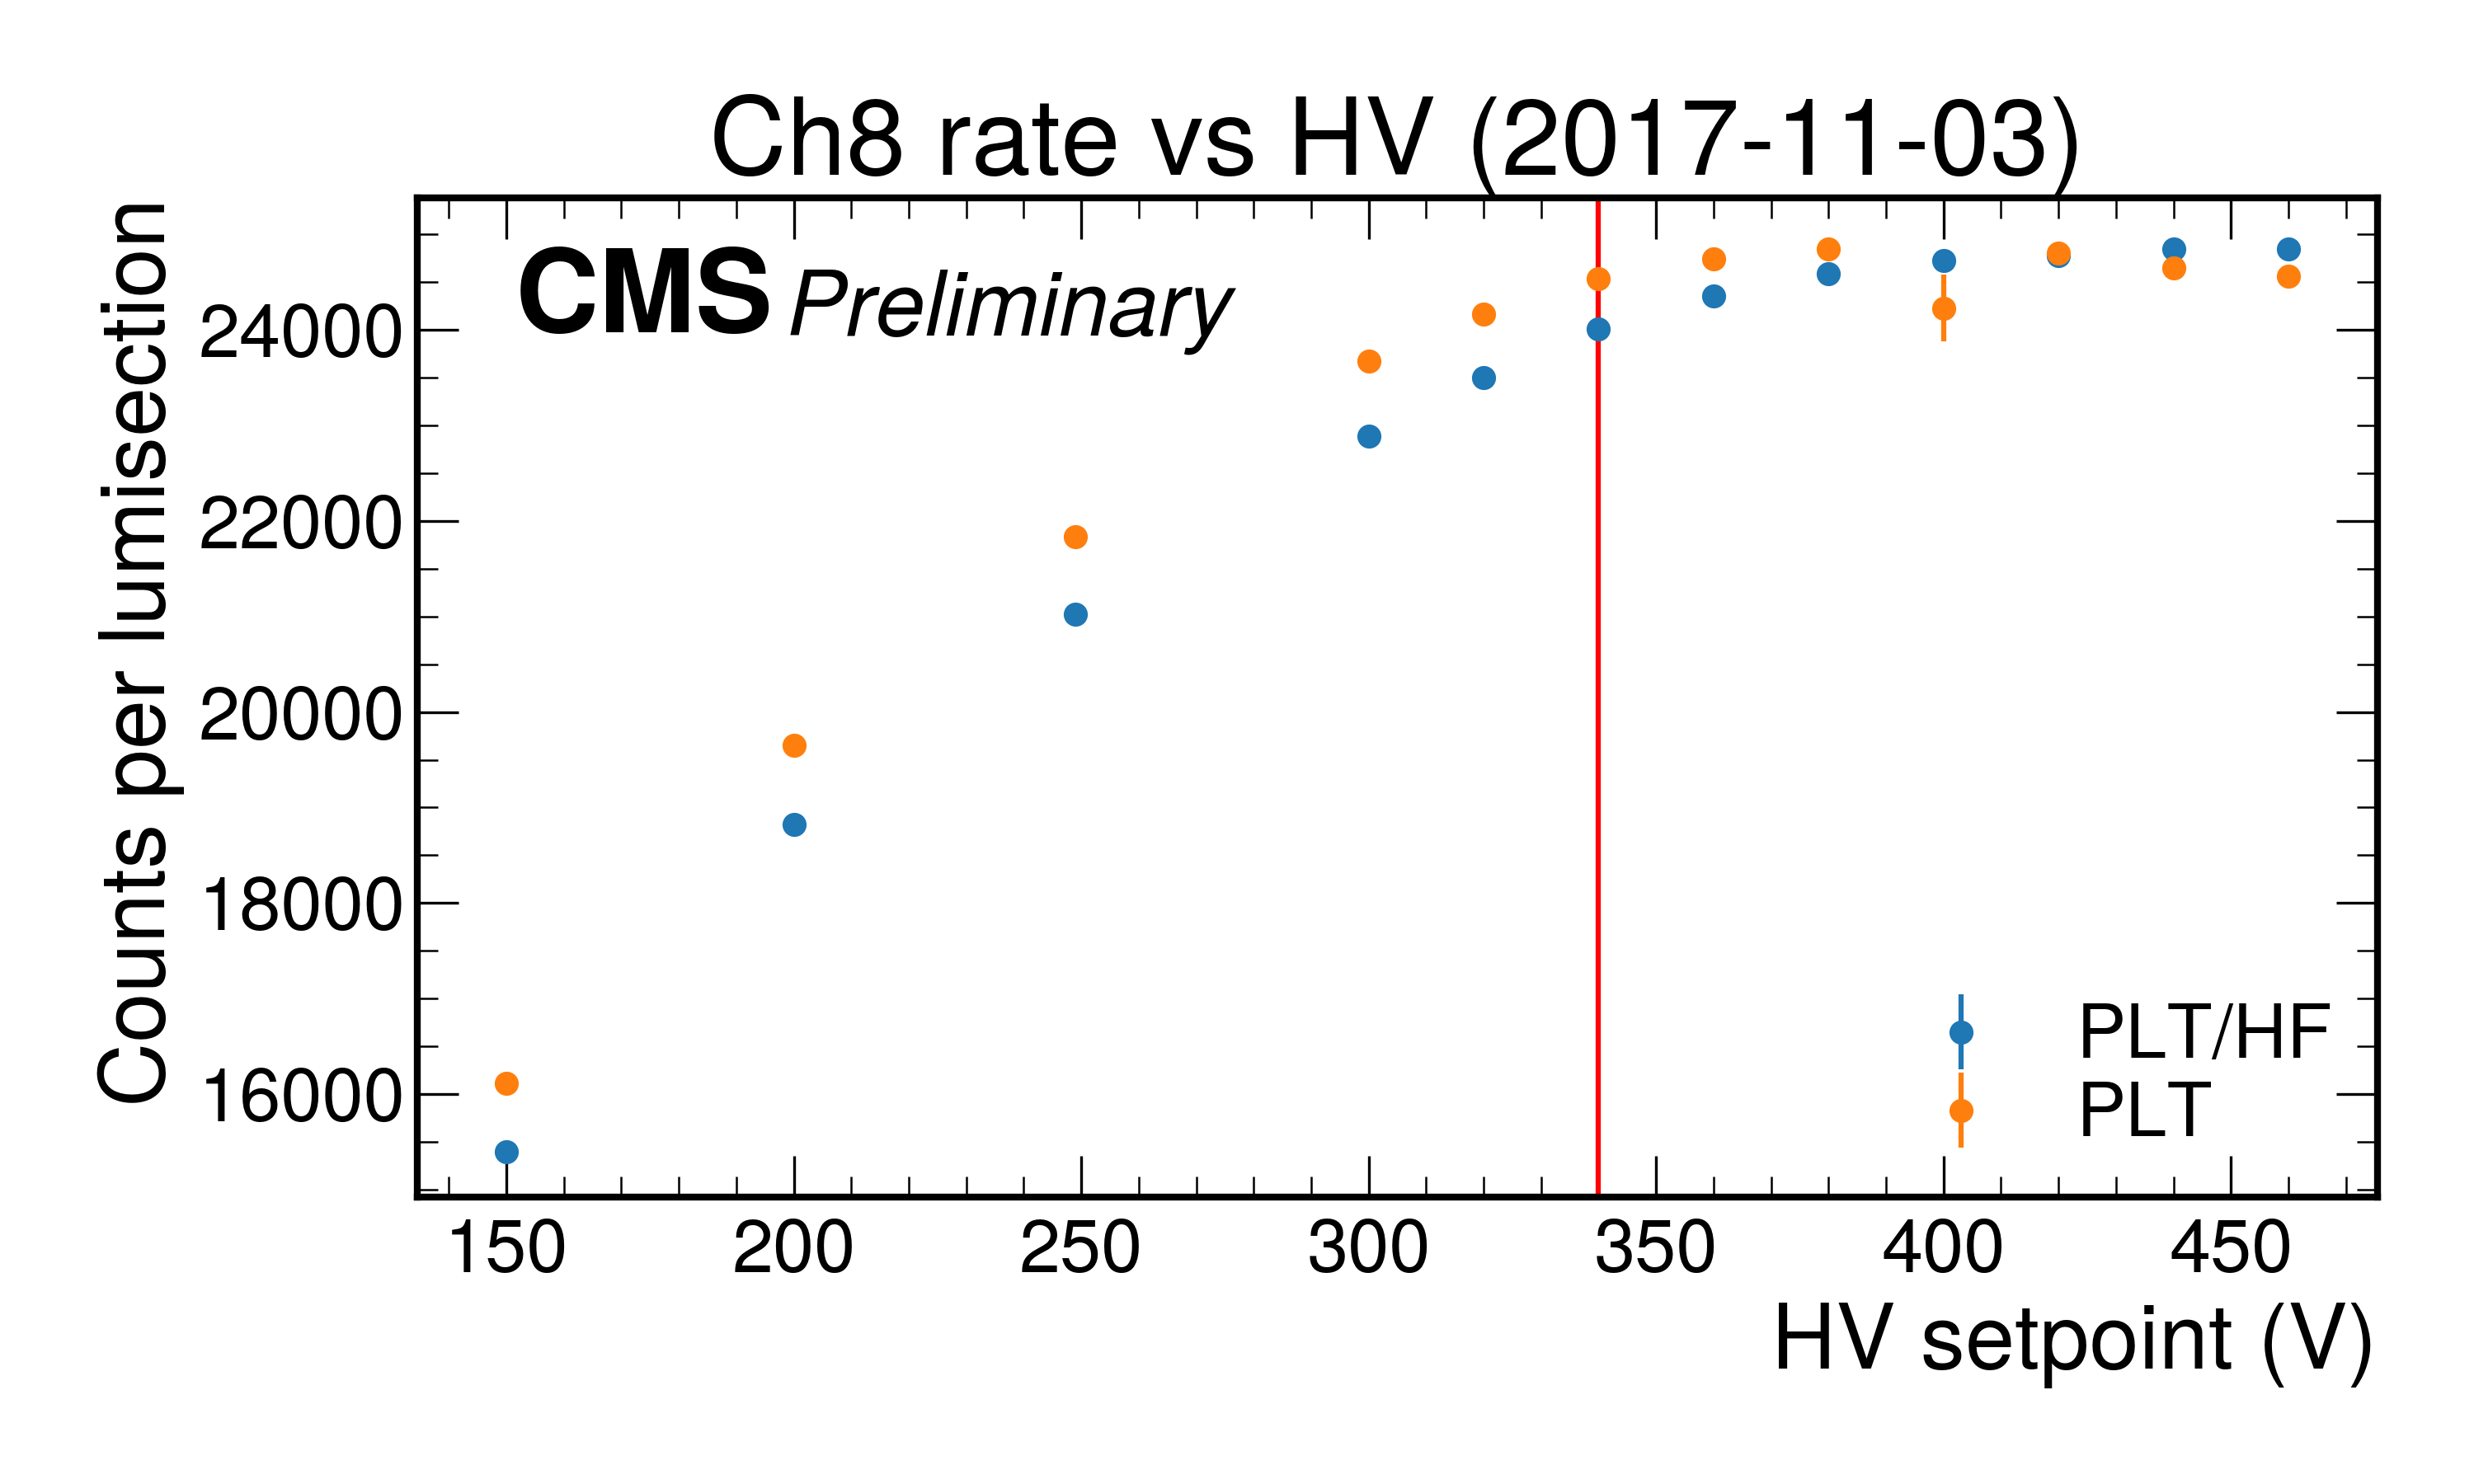 Ch8 rate vs HV (2017-11-03)
CMS Preliminary
Counts per lumisection
24000
22000
20000
18000
16000
PLT/HF
PLT
150 200 250 300 350 400 450
HV setpoint (V)